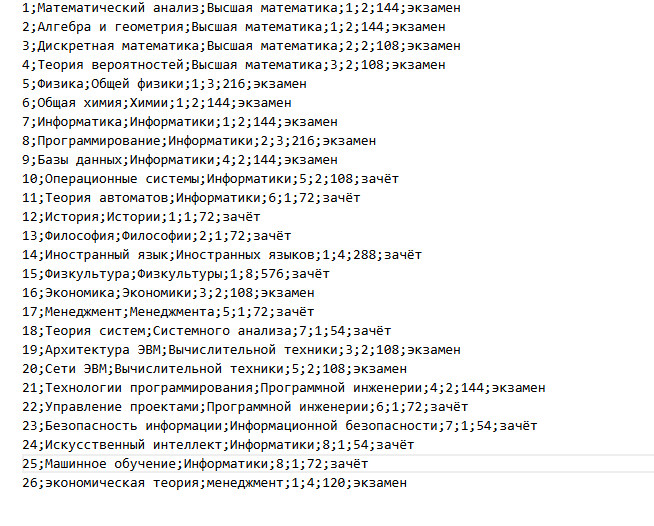 1;Математический анализ;Высшая математика;1;2;144;экзамен
2;Алгебра и геометрия;Высшая математика;1;2;144;экзамен
3;Дискретная математика;Высшая математика;2;2;108;экзамен
4;Теория вероятностей;Высшая математика;3;2;108;экзамен
5;Физика;Общей физики;1;3;216;экзамен
6;Общая химия;Химии;1;2;144;экзамен
7;Информатика;Информатики;1;2;144;экзамен
8;Программирование;Информатики;2;3;216;экзамен
9;Базы данных;Информатики;4;2;144;экзамен
10;Операционные системы;Информатики;5;2;108;зачёт
11;Теория автоматов;Информатики;6;1;72;зачёт
12;История;Истории;1;1;72;зачёт
13;Философия;Философии;2;1;72;зачёт
14;Иностранный язык;Иностранных языков;1;4;288;зачёт
15;Физкультура;Физкультуры;1;8;576;зачёт
16;Экономика;Экономики;3;2;108;экзамен
17;Менеджмент;Менеджмента;5;1;72;зачёт
18;Теория систем;Системного анализа;7;1;54;зачёт
19;Архитектура ЭВМ;Вычислительной техники;3;2;108;экзамен
20;Сети ЭВМ;Вычислительной техники;5;2;108;экзамен
21;Технологии программирования;Программной инженерии;4;2;144;экзамен
22;Управление проектами;Программной инженерии;6;1;72;зачёт
23;Безопасность информации;Информационной безопасности;7;1;54;зачёт
24;Искусственный интеллект;Информатики;8;1;54;зачёт
25;Машинное обучение;Информатики;8;1;72;зачёт
26;экономическая теория;менеджмент;1;4;120;экзамен